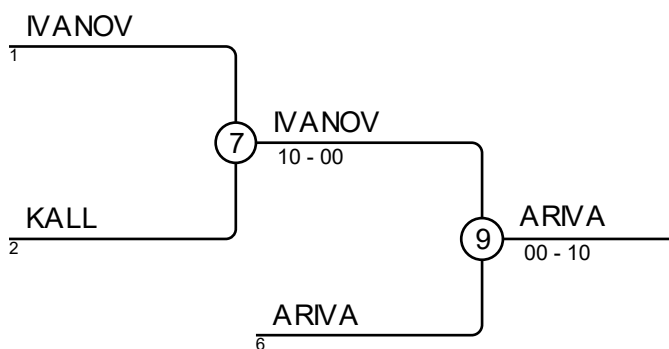 IVANOV
1
7
IVANOV
10 - 00
KALL
2
9
ARIVA
00 - 10
ARIVA
6